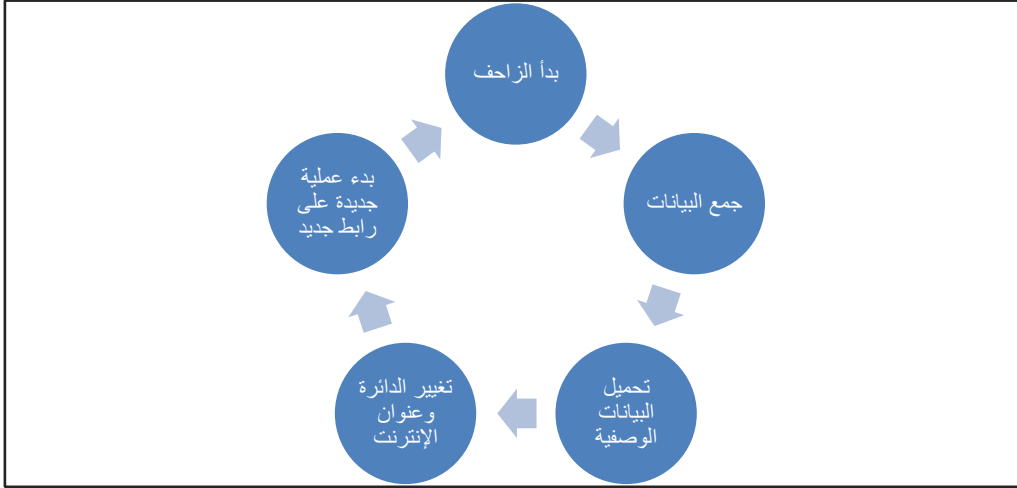 بدأ الزاحف
جمع البيانات
تحميل
البيانات
الوصفية
تغيير الدائرة
وعنوان
الإنترنت
بدء عملية
جديدة على
رابط جديد